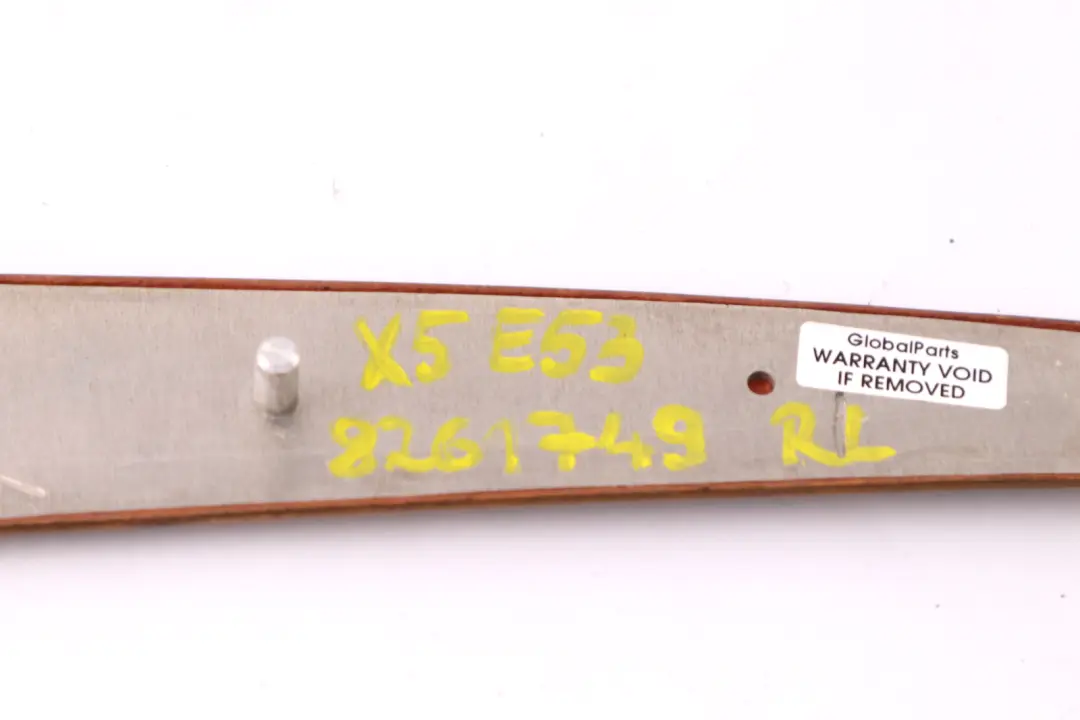 X5 E53
8261749 RL
GlobalParts
WARRANTY VOID
IF REMOVED